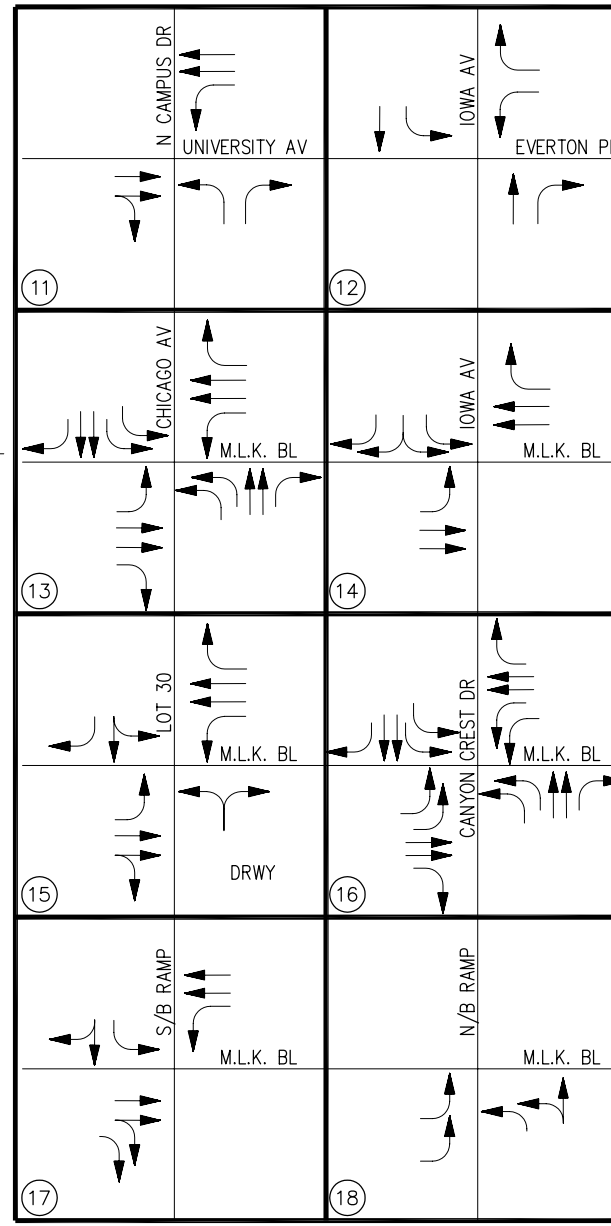 N CAMPUS DR
UNIVERSITY AV
11
IOWA AV
EVERTON PL
12
CHICAGO AV
M.L.K. BL
13
IOWA AV
M.L.K. BL
14
LOT 30
M.L.K. BL
DRWY
15
CANYON CREST DR
M.L.K. BL
16
S/B RAMP
M.L.K. BL
17
N/B RAMP
M.L.K. BL
18